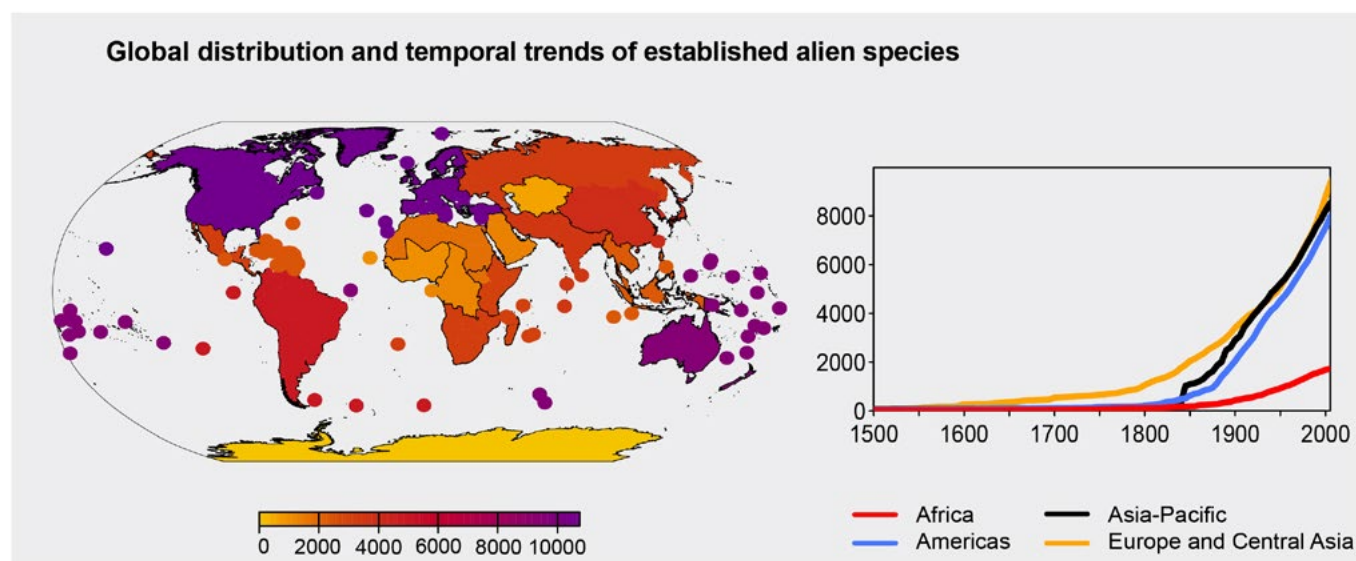 Global distribution and temporal trends of established alien species
0 2000 4000 6000 8000 10000
8000
6000
4000
2000
0
1500 1600 1700 1800 1900 2000
Africa
Asia-Pacific
Americas
Europe and Central Asia